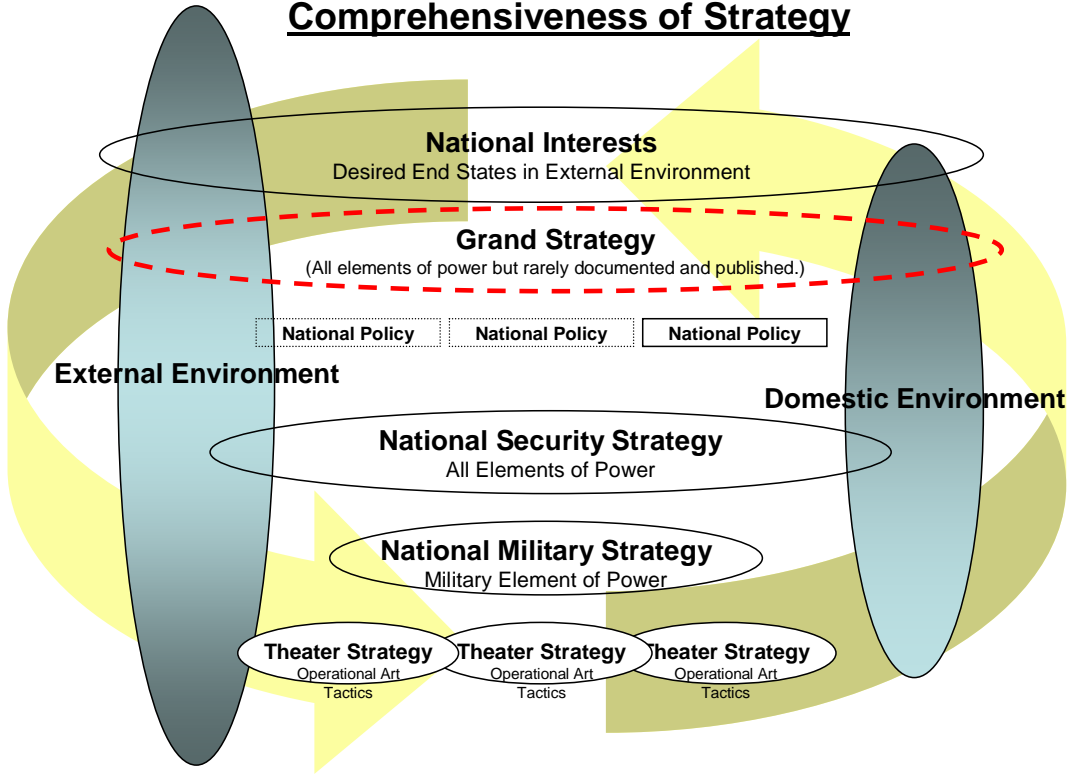 Comprehensiveness of Strategy
National Interests
Desired End States in External Environment
Grand Strategy
(All elements of power but rarely documented and published.)
National Policy
National Policy
National Policy
External Environment
Domestic Environment
National Security Strategy
All Elements of Power
National Military Strategy
Military Element of Power
Theater Strategy
Operational Art
Tactics
Theater Strategy
Operational Art
Tactics
Theater Strategy
Operational Art
Tactics